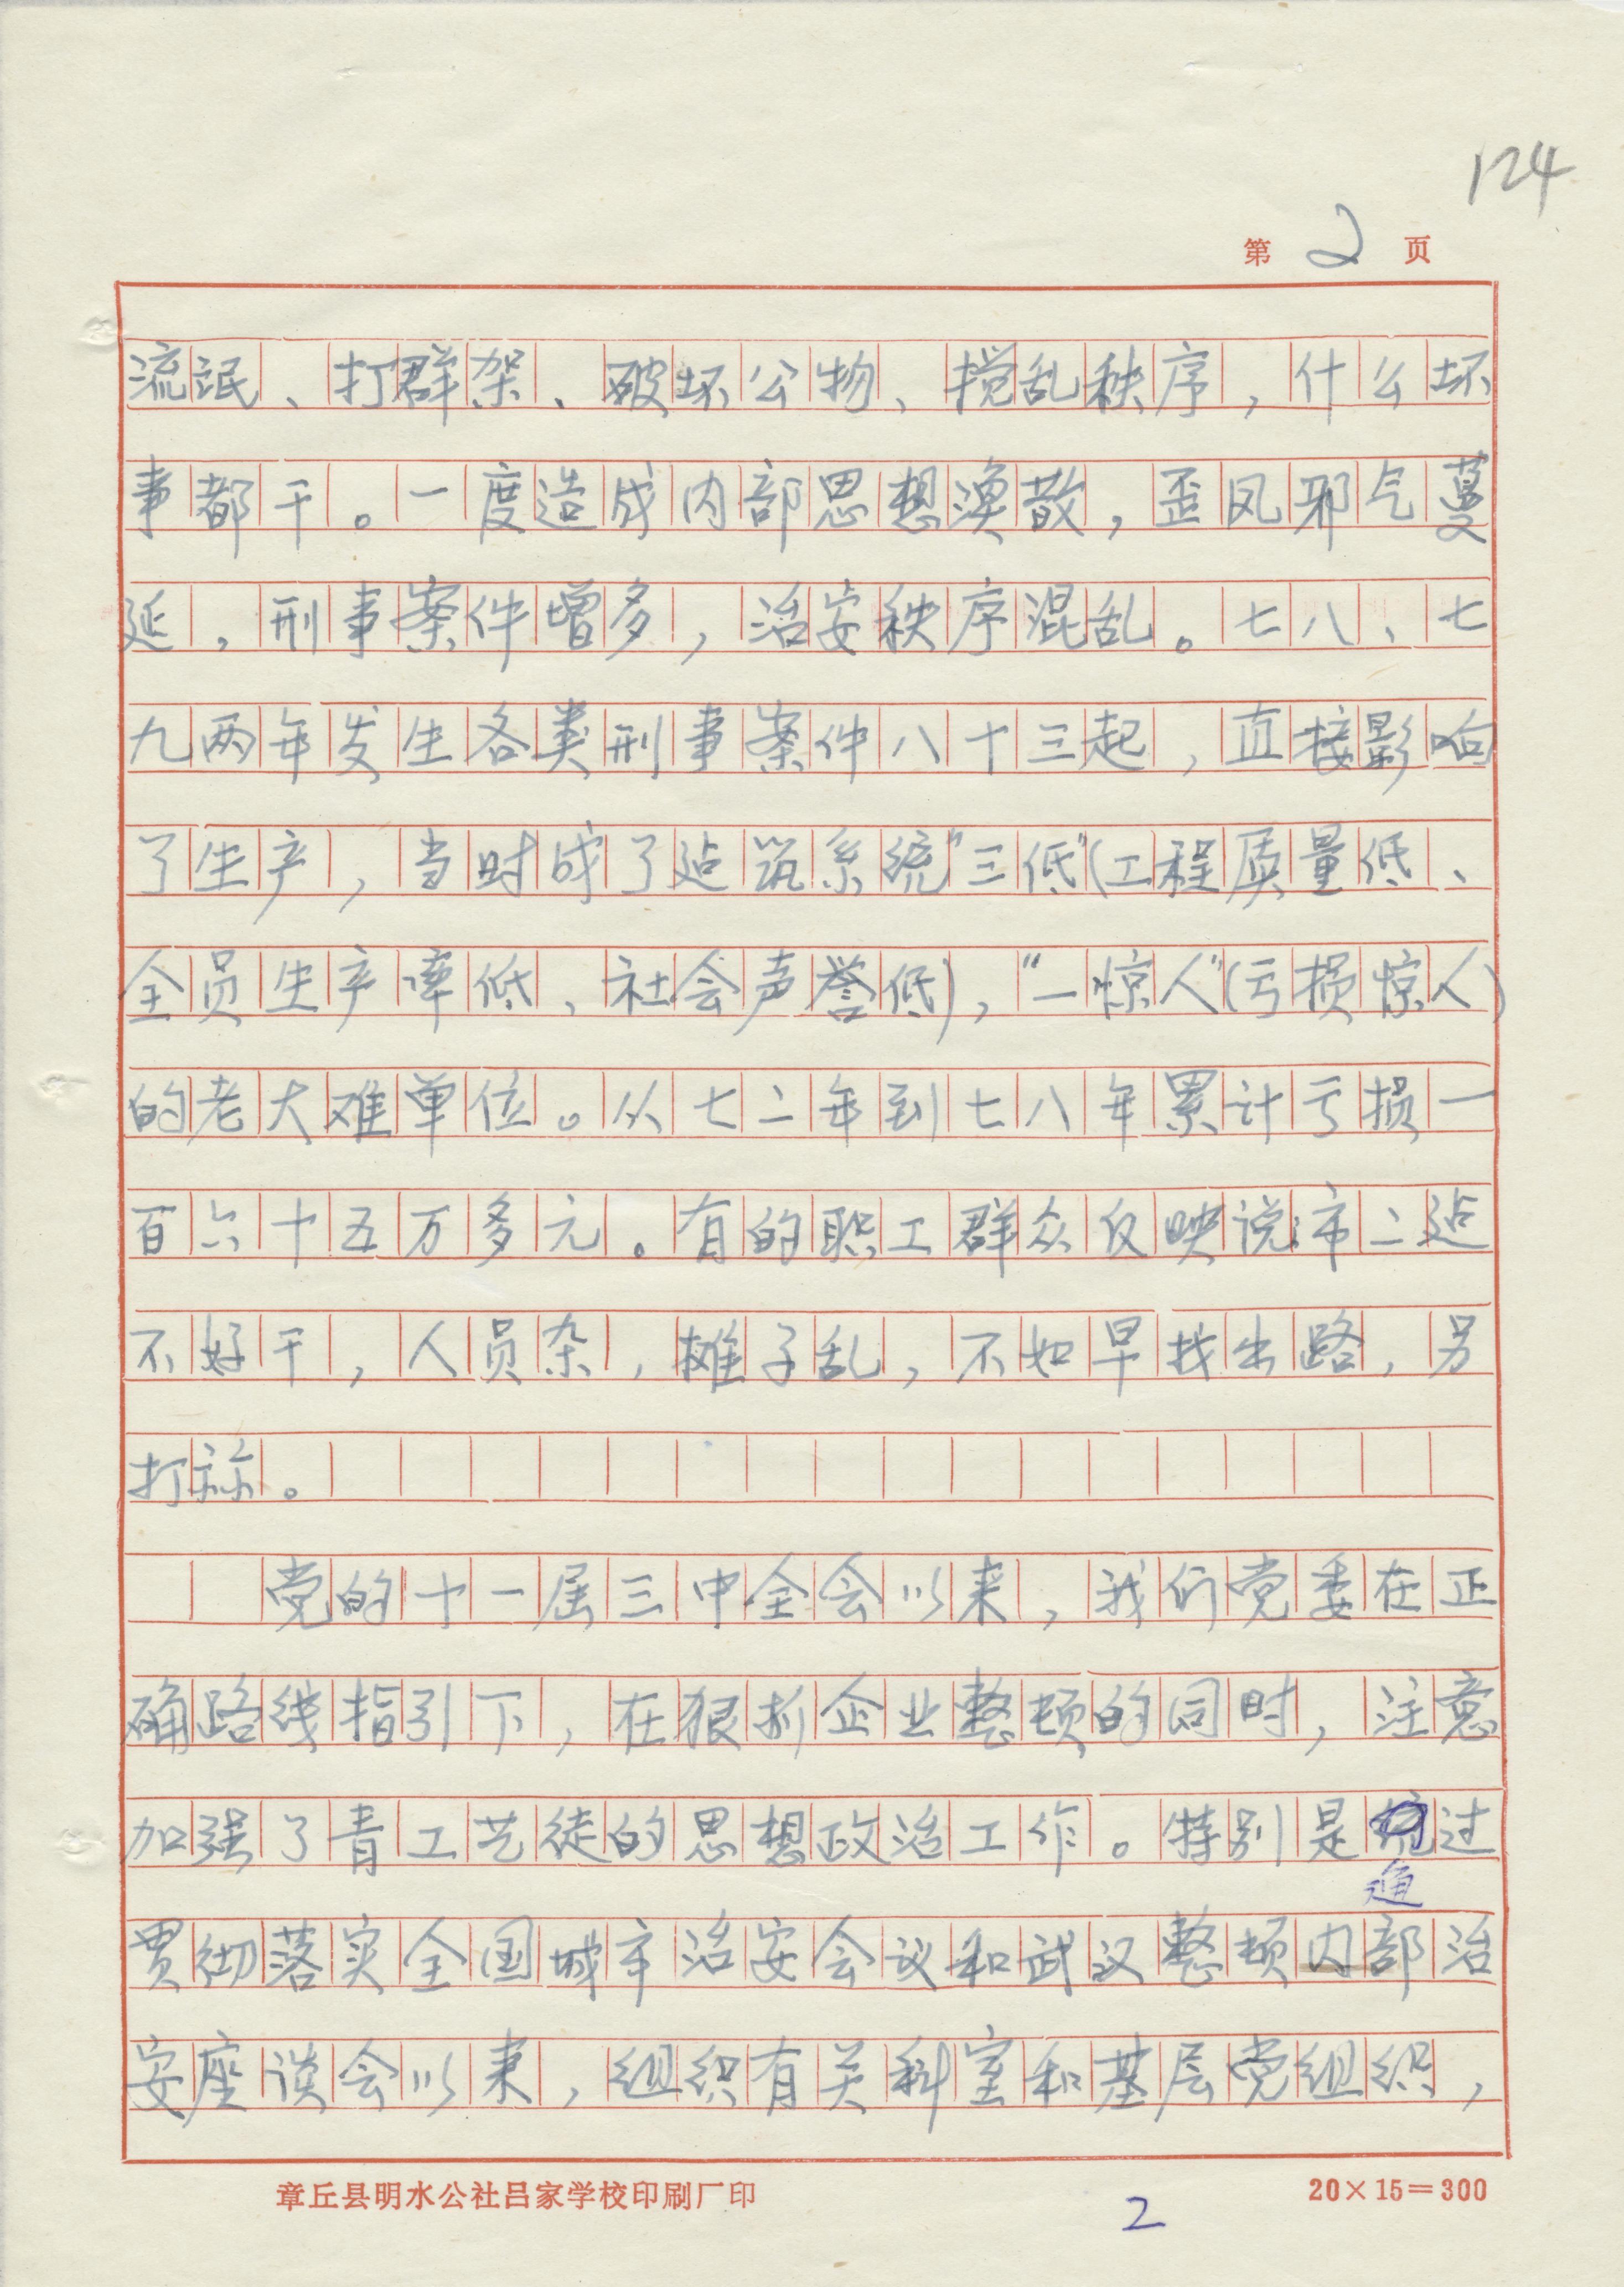 124
第 2 页
流氓、打群架、破坏公物、搅乱秩序，什么坏
事都干。一度造成内部思想涣散，歪风邪气蔓
延，刑事案件增多，治安秩序混乱。七八、七
九两年发生各类刑事案件八十三起，直接影响
了生产，当时成了建筑系统“三低”（工程质量低、
全员生产率低、社会声誉低），“一惊人”（亏损惊人）
的老大难单位。从七二年到七八年累计亏损一
百六十五万多元。有的职工群众反映说：市二建
不好干，人员杂，摊子乱，不如早找出路，另
打。
党的十一届三中全会以来，我们党委在正
确路线指引下，在狠抓企业整顿的同时，注意
加强了青工艺徒的思想政治工作。特别是通过
贯彻落实全国城市治安会议和武汉整顿内部治
安座谈会以来，组织有关科室和基层党组织，
章丘县明水公社吕家学校印刷厂印
2
20×15=300